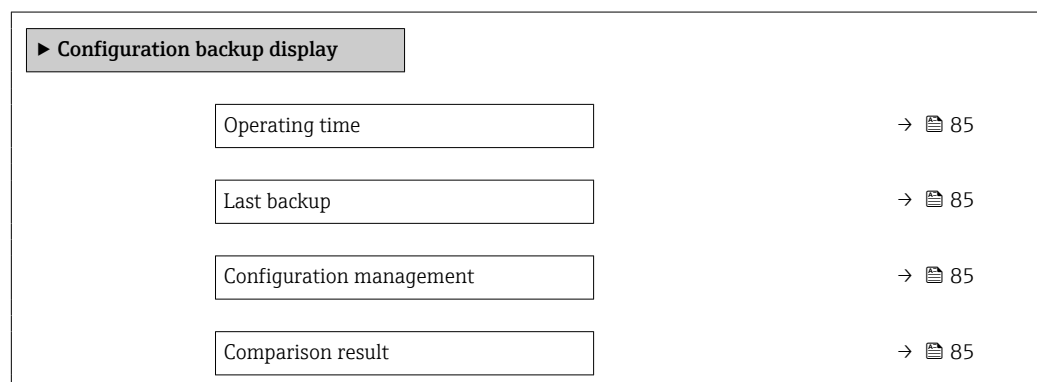 ▶ Configuration backup display
Operating time → 85
Last backup → 85
Configuration management → 85
Comparison result → 85